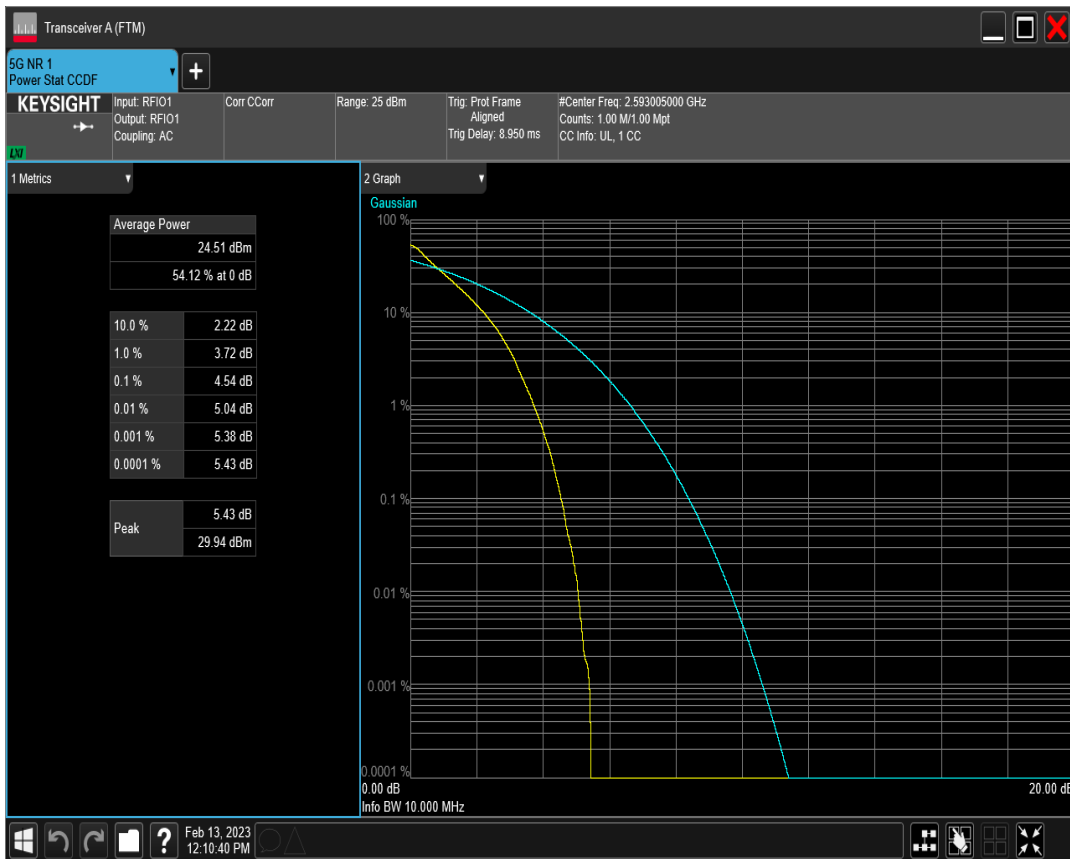 Transceiver A (FTM)
5G NR 1
Power Stat CCDF
+
KEYSIGHT
LXI
Input: RFIO1
Output: RFIO1
Coupling: AC
Corr CCorr
Range: 25 dBm
Trig: Prot Frame
Aligned
Trig Delay: 8.950 ms
#Center Freq: 2.593005000 GHz
Counts: 1.00 M/1.00 Mpt
CC Info: UL, 1 CC
1 Metrics
Average Power
24.51 dBm
54.12 % at 0 dB
10.0 % 2.22 dB
1.0 % 3.72 dB
0.1 % 4.54 dB
0.01 % 5.04 dB
0.001 % 5.38 dB
0.0001 % 5.43 dB
Peak
5.43 dB
29.94 dBm
2 Graph
Gaussian
100 %
10 %
1 %
0.1 %
0.01 %
0.001 %
0.0001 %
0.00 dB 20.00 dB
Info BW 10.000 MHz
?
Feb 13, 2023
12:10:40 PM